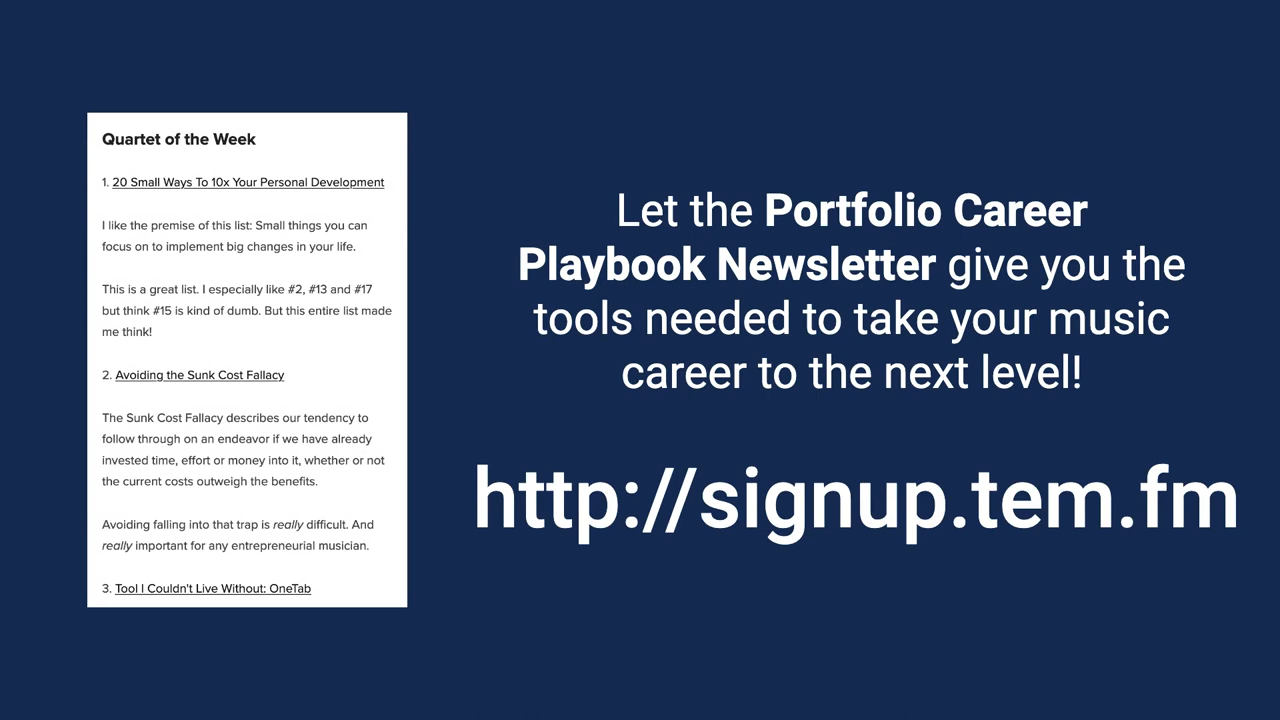 Quartet of the Week
1. 20 Small Ways To 10x Your Personal Development
I like the premise of this list: Small things you can
focus on to implement big changes in your life.
This is a great list. I especially like #2, #13 and #17
but think #15 is kind of dumb. But this entire list made
me think!
2. Avoiding the Sunk Cost Fallacy
The Sunk Cost Fallacy describes our tendency to
follow through on an endeavor if we have already
invested time, effort or money into it, whether or not
the current costs outweigh the benefits.
Avoiding falling into that trap is really difficult. And
really important for any entrepreneurial musician.
3. Tool I Couldn't Live Without: OneTab
Let the Portfolio Career
Playbook Newsletter give you the
tools needed to take your music
career to the next level!
http://signup.tem.fm